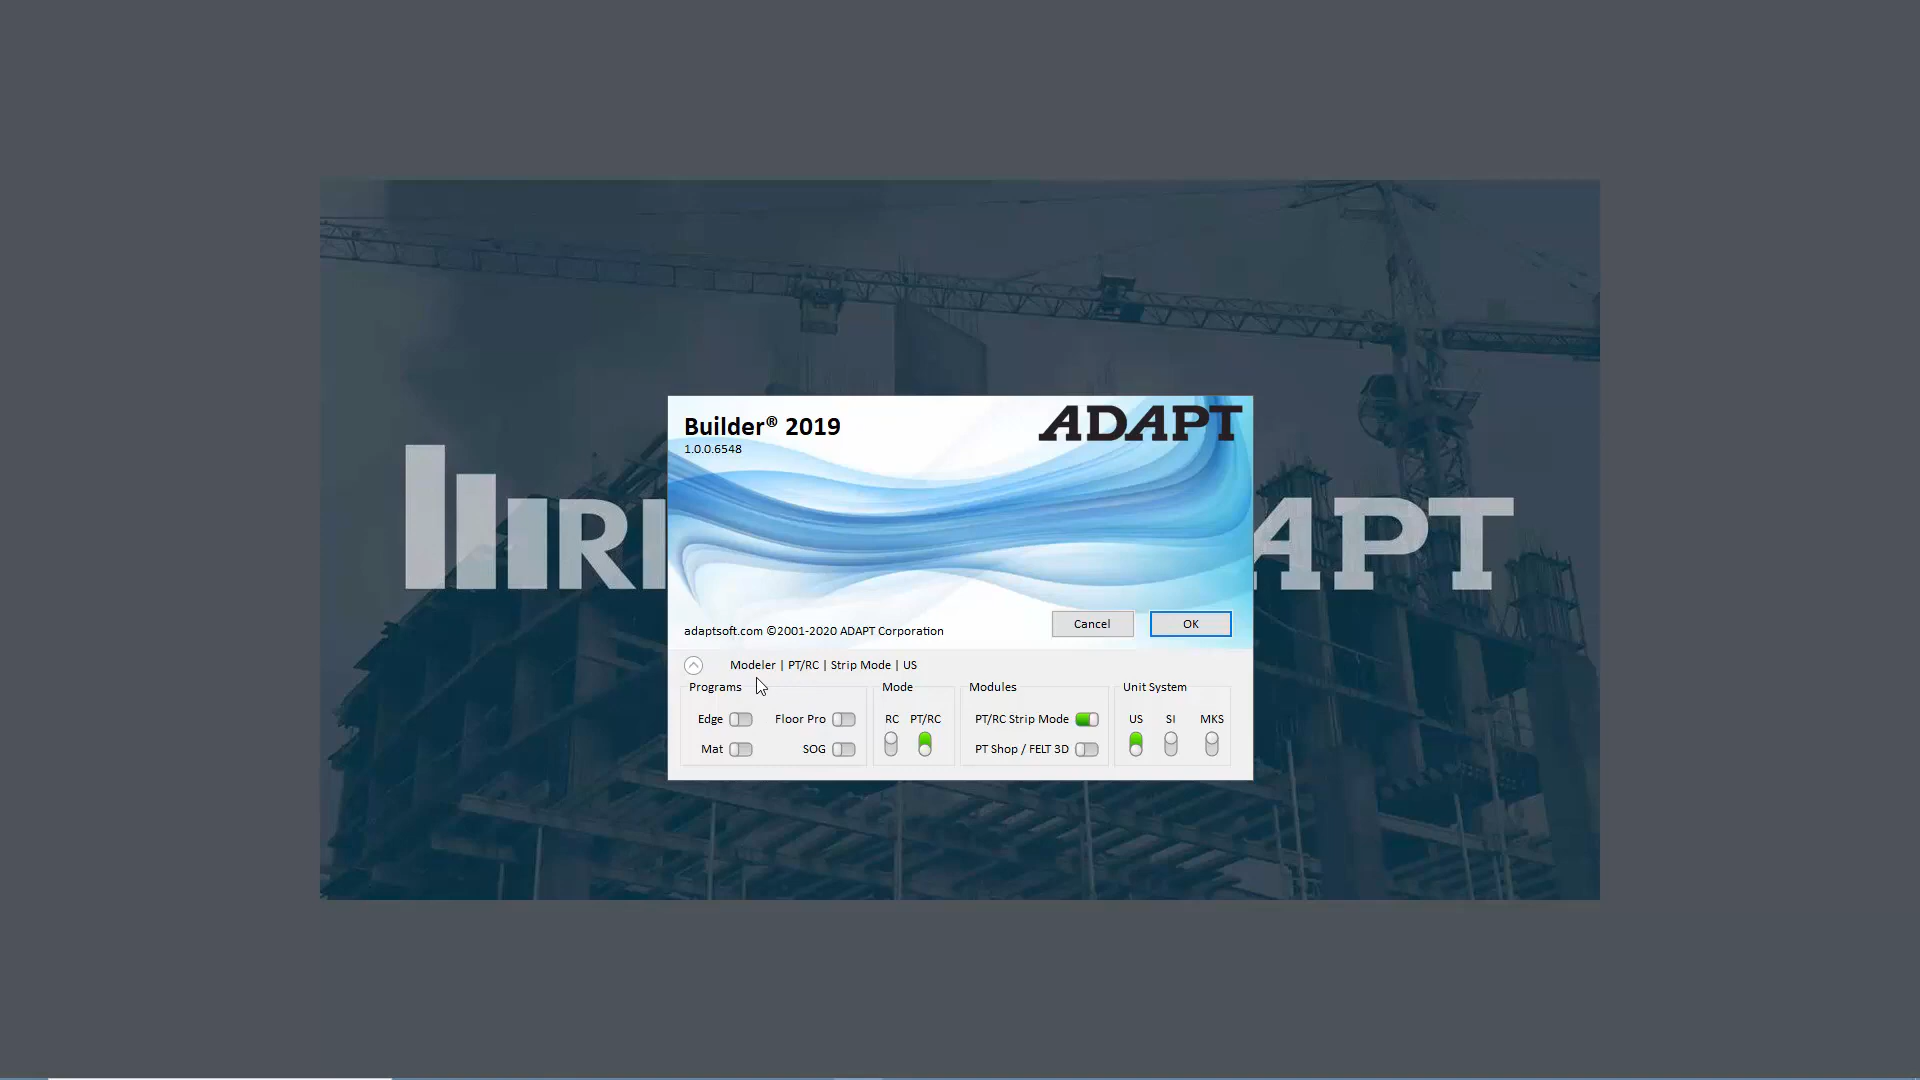 Builder® 2019
ADAPT
1.0.0.6548
RI
APT
adaptsoft.com ©2001-2020 ADAPT Corporation
Cancel
OK
Modeler | PT/RC | Strip Mode | US
Programs
Mode
Modules
Unit System
Edge
Floor Pro
RC
PT/RC
PT/RC Strip Mode
US
SI
MKS
Mat
SOG
PT Shop / FELT 3D